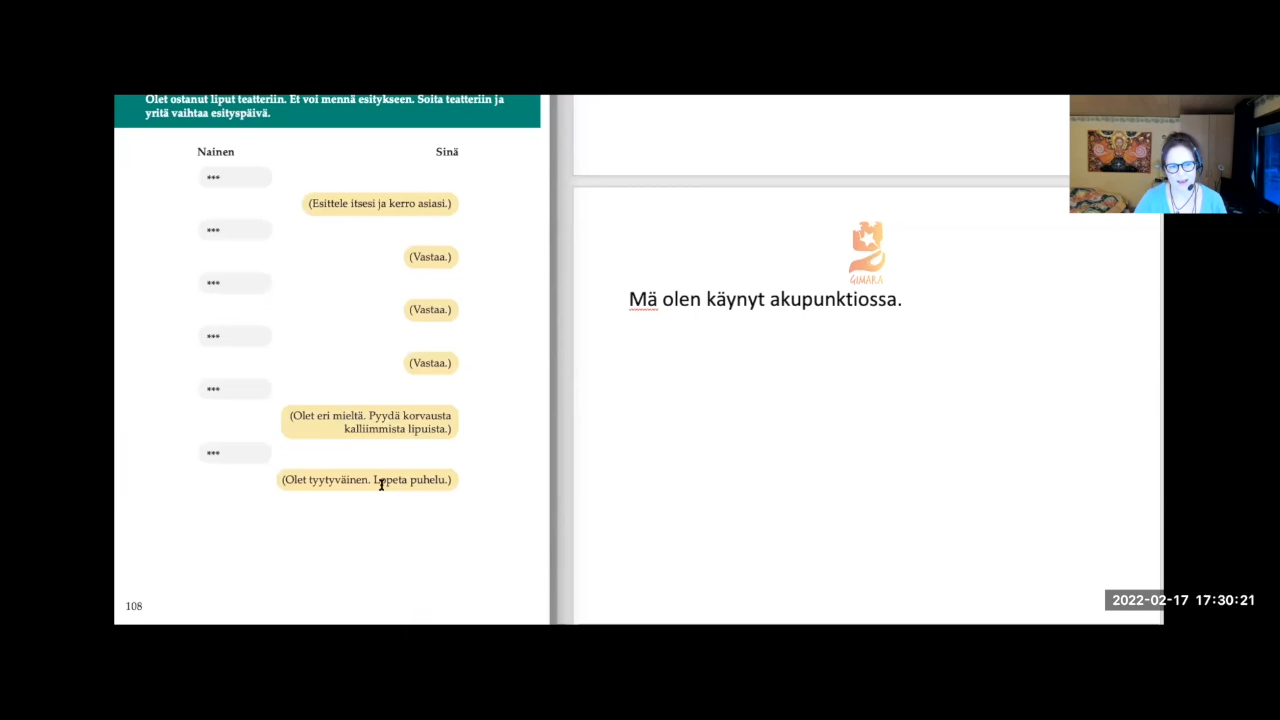 Olet ostanut liput teatteriin. Et voi mennä esitykseen. Soita teatteriin ja
yritä vaihtaa esityspäivä.
Nainen Sinä
***
(Esittele itsesi ja kerro asiasi.)
***
(Vastaa.)
***
(Vastaa.)
***
(Vastaa.)
***
(Olet eri mieltä. Pyydä korvausta
kalliimmista lipuista.)
***
(Olet tyytyväinen. Lopeta puhelu.)
108
GIMARA
Mä olen käynyt akupunktiossa.
2022-02-17 17:30:21